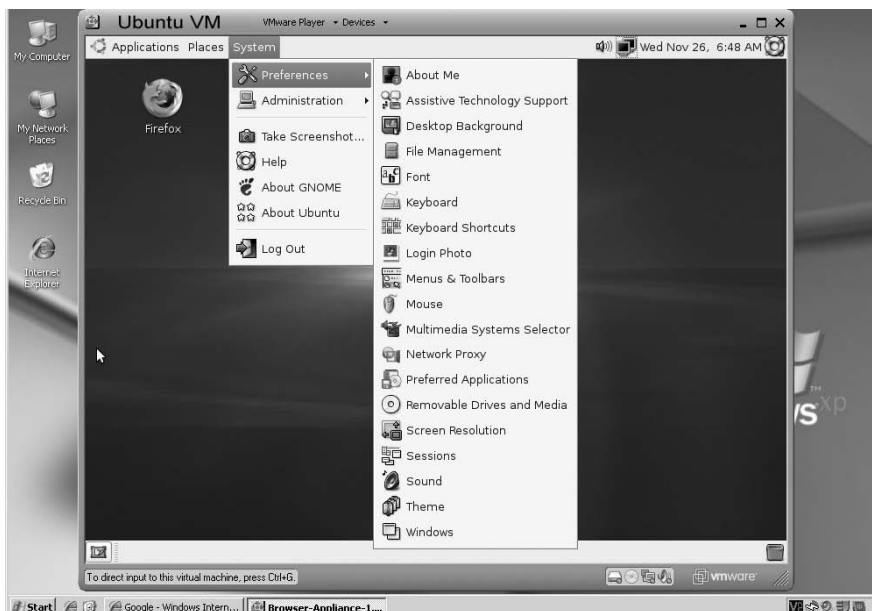 Ubuntu VM
VMware Player
Devices
Applications Places System
Wed Nov 26, 6:48 AM
My Computer
My Network
Places
Recycle Bin
Internet
Explorer
Firefox
Preferences
Administration
Take Screenshot...
Help
About GNOME
About Ubuntu
Log Out
About Me
Assistive Technology Support
Desktop Background
File Management
Font
Keyboard
Keyboard Shortcuts
Login Photo
Menus & Toolbars
Mouse
Multimedia Systems Selector
Network Proxy
Preferred Applications
Removable Drives and Media
Screen Resolution
Sessions
Sound
Theme
Windows
ws xp
TM
To direct input to this virtual machine, press Ctrl+G.
vmware
Start
Google - Windows Intern...
Browser-Appliance-1....